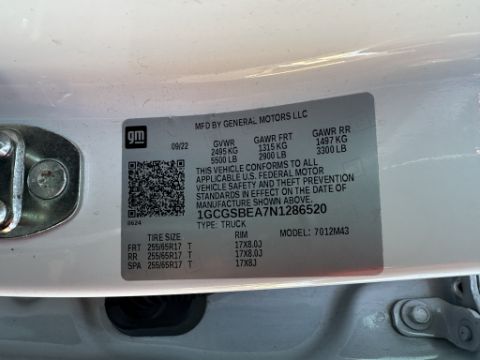 MFD BY GENERAL MOTORS LLC
gm
09/22 GVWR GAWR FRT GAWR RR
2495 KG 1315 KG 1497 KG
5500 LB 2900 LB 3300 LB
THIS VEHICLE CONFORMS TO ALL
APPLICABLE U.S. FEDERAL MOTOR
VEHICLE SAFETY AND THEFT PREVENTION
STANDARDS IN EFFECT ON THE DATE OF
MANUFACTURE SHOWN ABOVE.
1GCGSBEA7N1286520
0624 TYPE: TRUCK
TIRE SIZE RIM MODEL: 7012M43
FRT 255/65R17 T 17X8.0J
RR 255/65R17 T 17X8.0J
SPA 255/65R17 T 17X8J